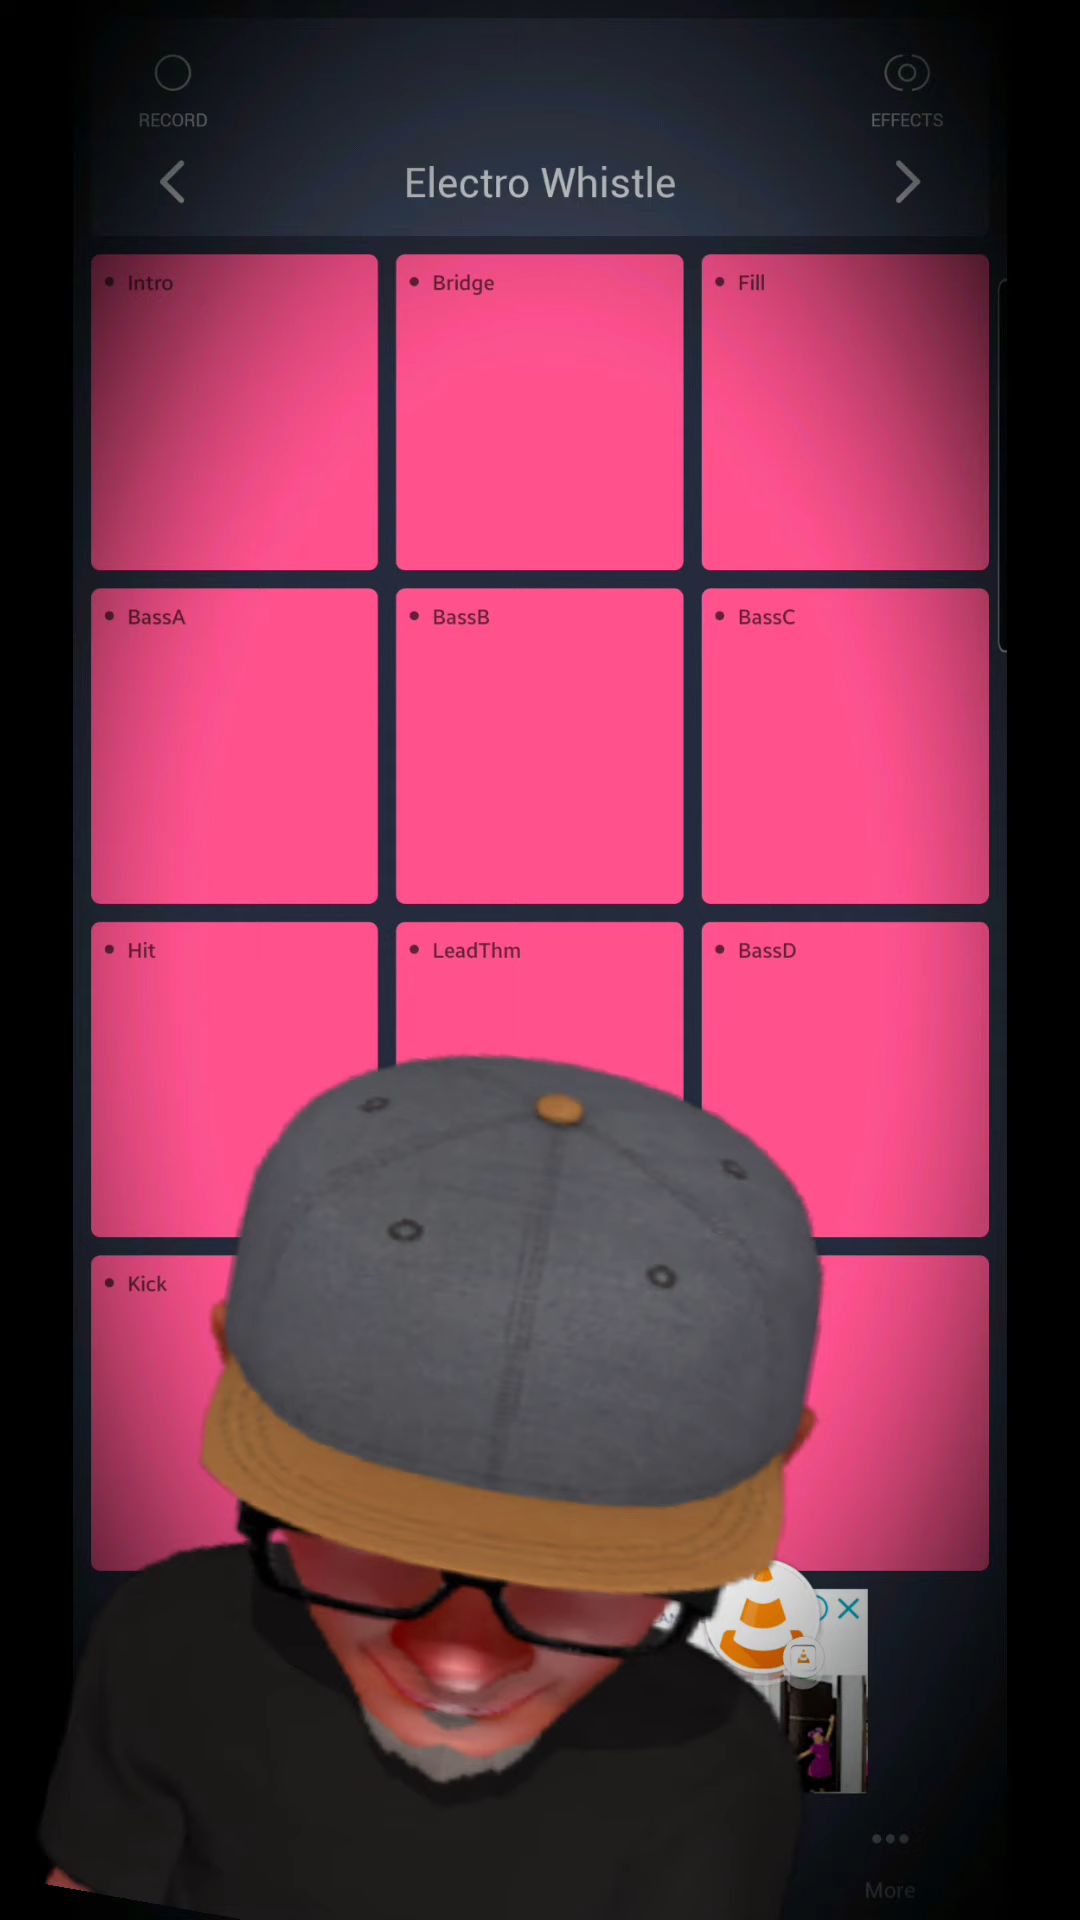 RECORD
EFFECTS
Electro Whistle
Intro
Bridge
Fill
BassA
BassB
BassC
Hit
LeadThm
BassD
Kick
More